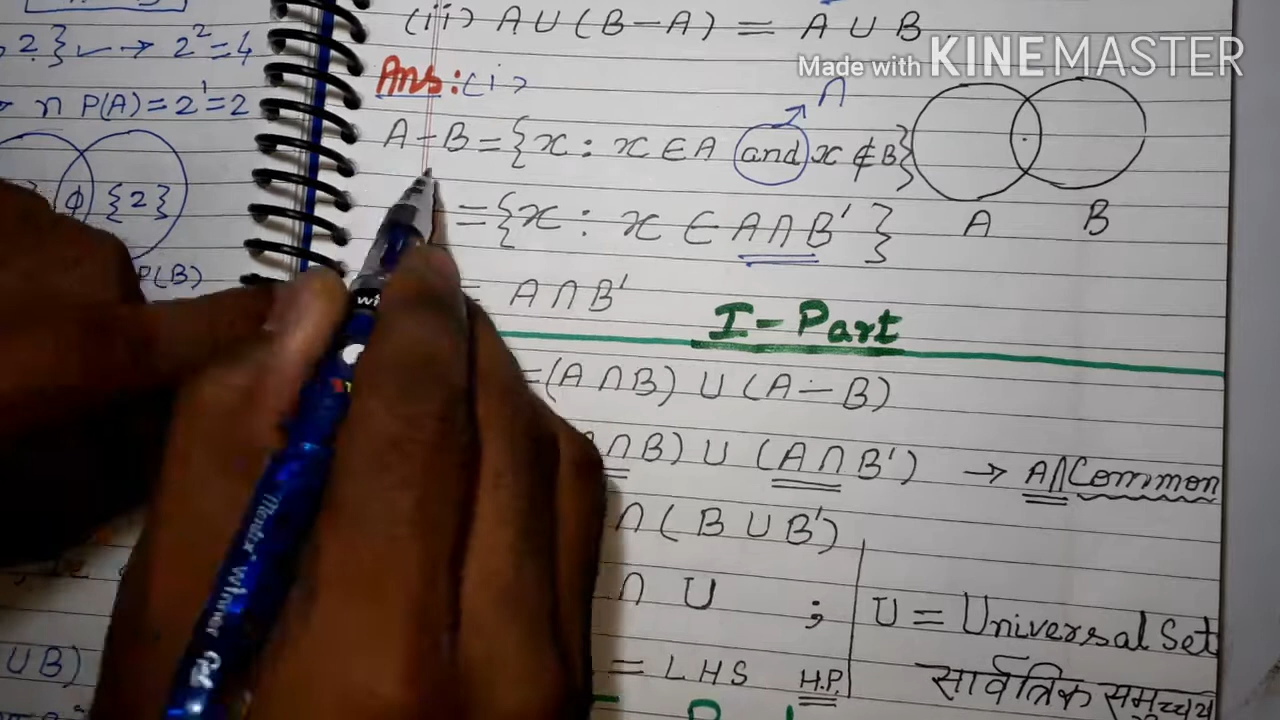 (ii) A∪(B−A) = A∪B.
Made with KINEMASTER
, 2} → 2²=4
Ans:(i)
n P(A)=2¹=2
∩
A−B={x : x∈A and x∉B}
ϕ {2}
={x : x ∈ A∩B′}
A B
P(B)
= A∩B′
I-Part
=(A∩B) ∪ (A−B)
∩B) ∪ (A∩B′) → A∩Common
∩(B∪B′)
∩ U ; U = Universal Set
∪B) = LHS H.P. सार्वत्रिक समुच्चय